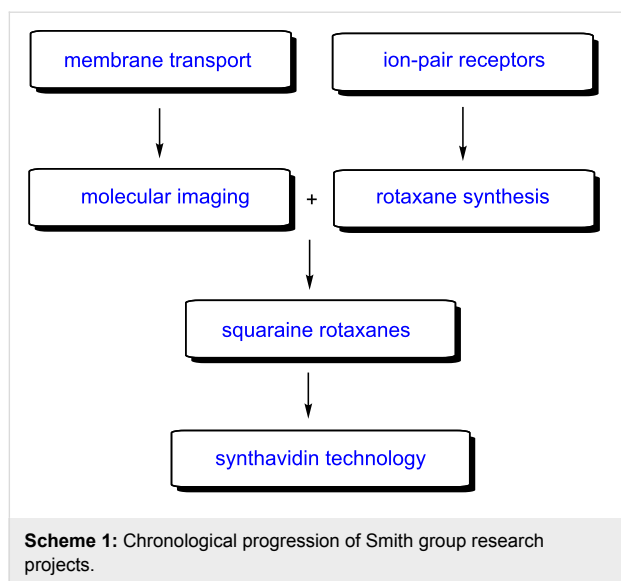 membrane transport
ion-pair receptors
molecular imaging + rotaxane synthesis
squaraine rotaxanes
synthavidin technology
Scheme 1: Chronological progression of Smith group research
projects.